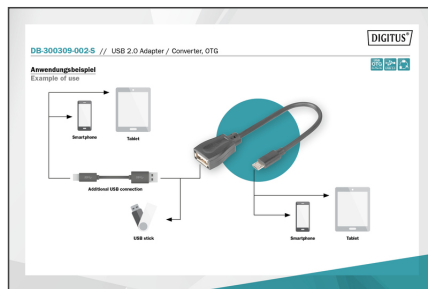 DIGITUS®
DB-300309-002-S // USB 2.0 Adapter / Converter, OTG
Anwendungsbeispiel
Example of use
OTG
Smartphone
Tablet
Additional USB connection
USB stick
Smartphone
Tablet